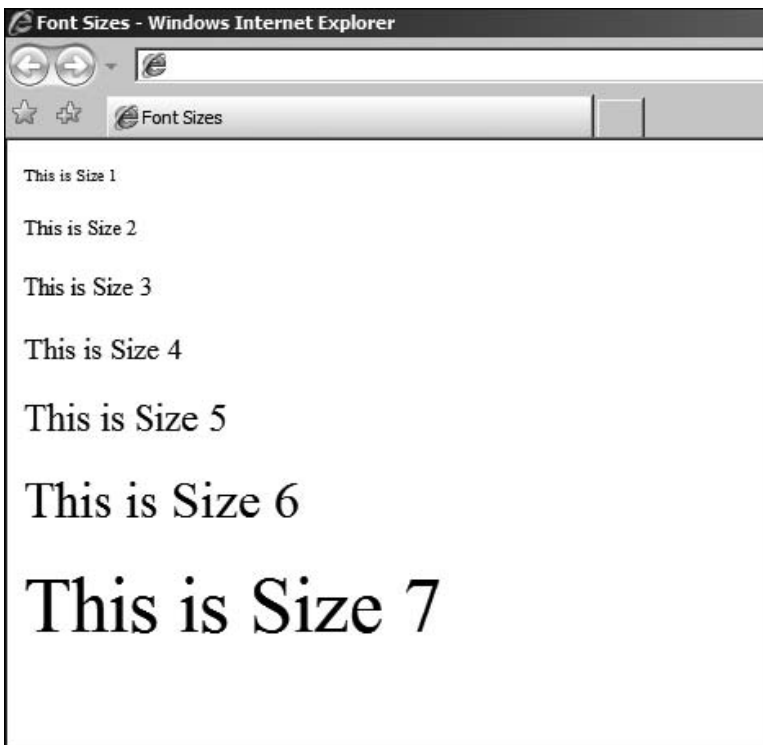 Font Sizes - Windows Internet Explorer
Font Sizes
This is Size 1
This is Size 2
This is Size 3
This is Size 4
This is Size 5
This is Size 6
This is Size 7